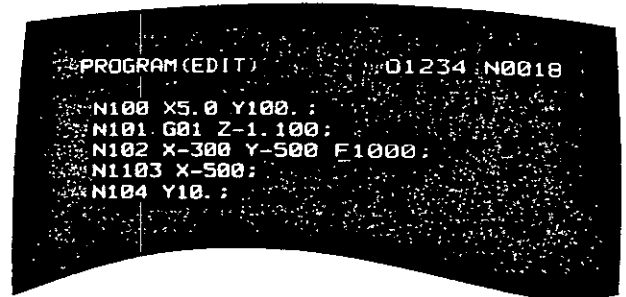 PROGRAM(EDIT) O1234 N0018
N100 X5.0 Y100.;
N101 G01 Z-1.100;
N102 X-300 Y-500 F1000;
N1103 X-500;
N104 Y10.;